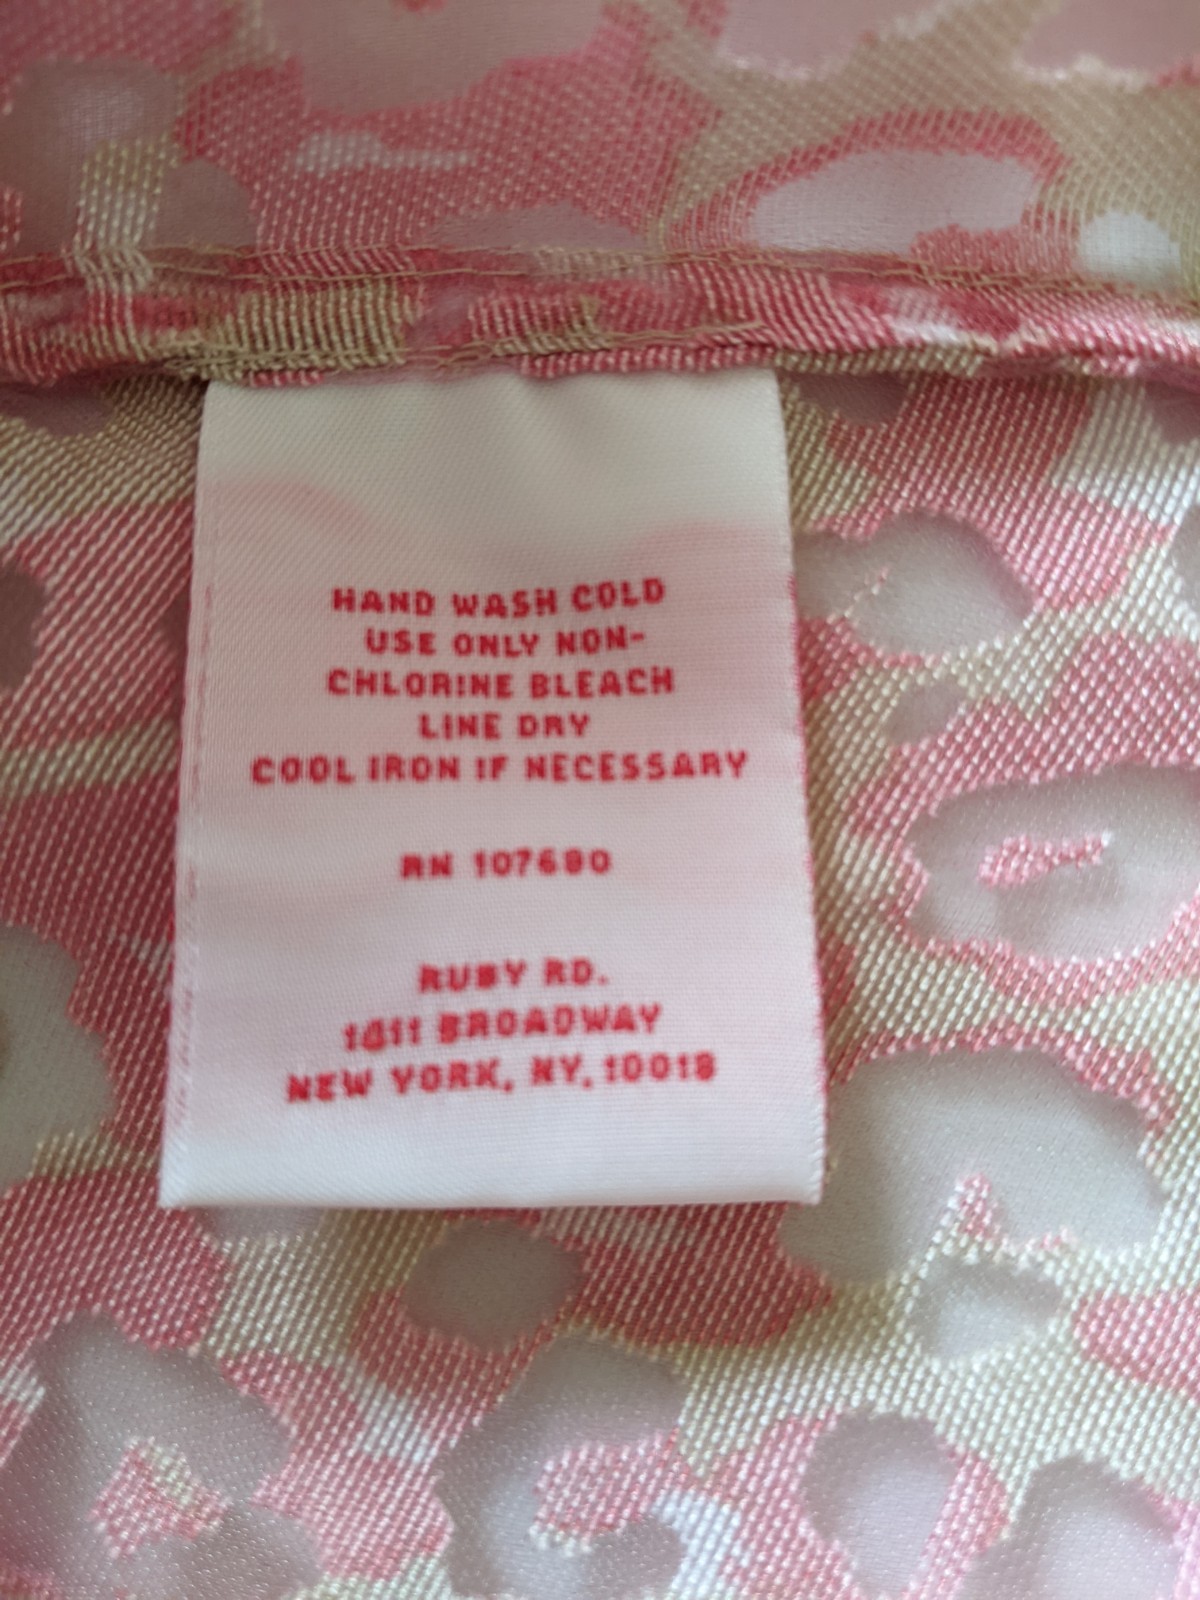 HAND WASH COLD
USE ONLY NON-
CHLORINE BLEACH
LINE DRY
COOL IRON IF NECESSARY
RN 107680
RUBY RD.
1411 BROADWAY
NEW YORK, NY, 10018